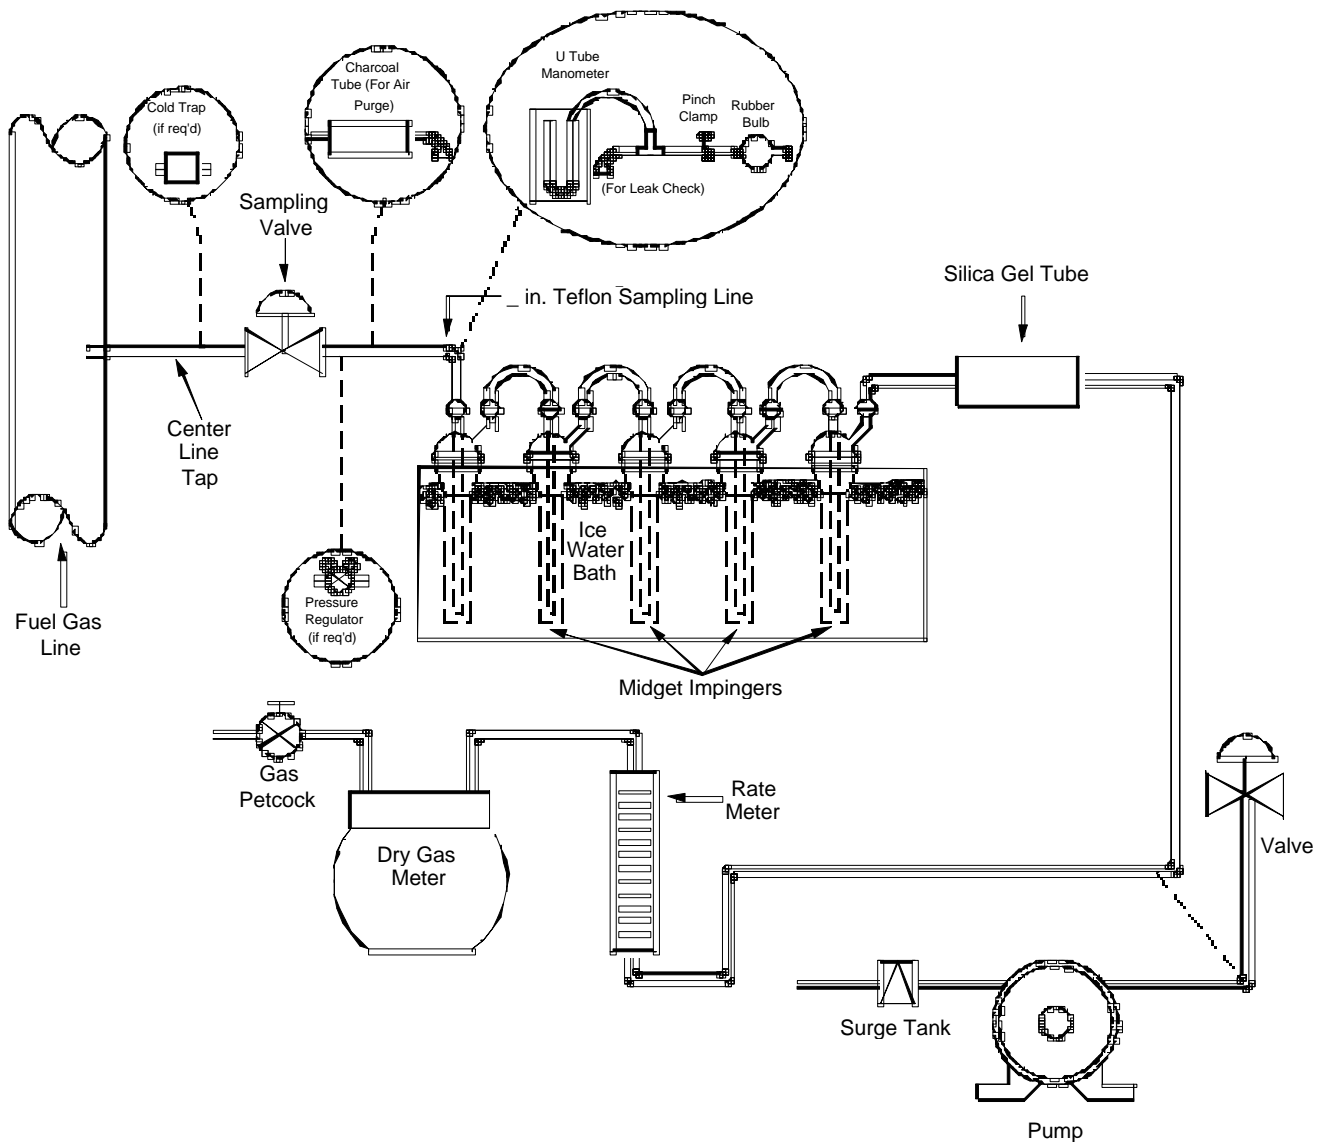 U Tube
Manometer
Charcoal
Tube (For Air
Purge)
Cold Trap
(if req'd)
Pinch
Clamp
Rubber
Bulb
(For Leak Check)
Sampling
Valve
Silica Gel Tube
_ in. Teflon Sampling Line
Center
Line
Tap
Ice
Water
Bath
Pressure
Regulator
(if req'd)
Fuel Gas
Line
Midget Impingers
Gas
Petcock
Rate
Meter
Dry Gas
Meter
Valve
Surge Tank
Pump